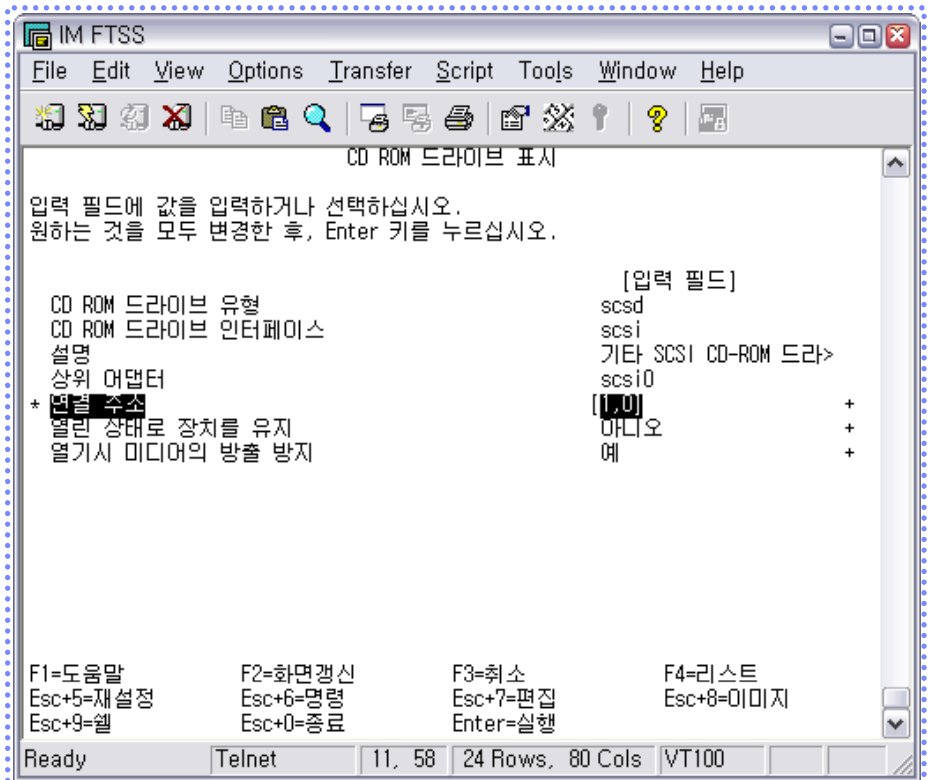 IM FTSS
File Edit View Options Transfer Script Tools Window Help
CD ROM 드라이브 표시
입력 필드에 값을 입력하거나 선택하십시오.
원하는 것을 모두 변경한 후, Enter 키를 누르십시오.
[입력 필드]
CD ROM 드라이브 유형 scsd
CD ROM 드라이브 인터페이스 scsi
설명 기타 SCSI CD-ROM 드라>
상위 어댑터 scsi0
* 연결 주소 [1,0] +
열린 상태로 장치를 유지 아니오 +
열기시 미디어의 방출 방지 예 +
F1=도움말 F2=화면갱신 F3=취소 F4=리스트
Esc+5=재설정 Esc+6=명령 Esc+7=편집 Esc+8=이미지
Esc+9=쉘 Esc+0=종료 Enter=실행
Ready Telnet 11, 58 24 Rows, 80 Cols VT100